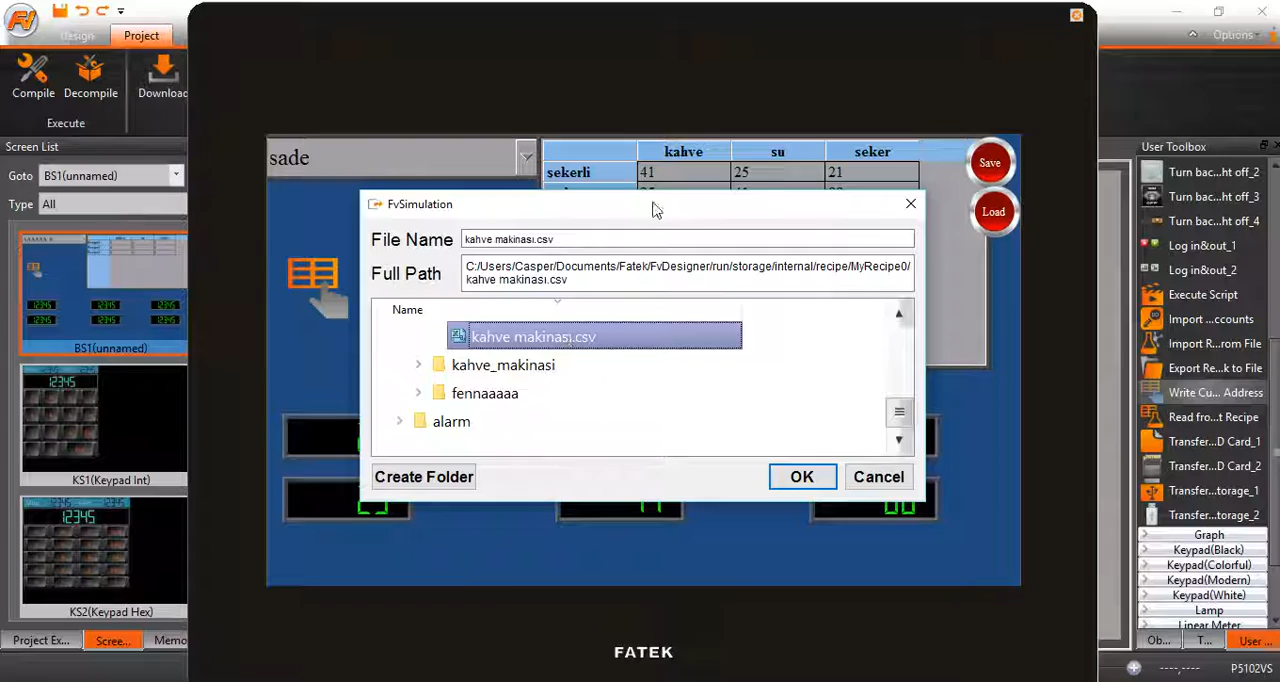 Design
Project
Options
Compile
Decompile
Download
Execute
Screen List
Goto
BS1(unnamed)
Type
All
BS1(unnamed)
KS1(Keypad Int)
KS2(Keypad Hex)
Project Ex...
Scree...
Memo
sade
kahve su seker
sekerli 41 25 21
Save
Load
FvSimulation
File Name
kahve makinası.csv
Full Path
C:/Users/Casper/Documents/Fatek/FvDesigner/run/storage/internal/recipe/MyRecipe0/
kahve makinası.csv
Name
kahve makinası.csv
kahve_makinasi
fennaaaaa
alarm
Create Folder
OK
Cancel
FATEK
User Toolbox
Turn bac...ht off_2
Turn bac...ht off_3
Turn bac...ht off_4
Log in&out_1
Log in&out_2
Execute Script
Import ...ccounts
Import R...rom File
Export Re...k to File
Write Cu... Address
Read fro...t Recipe
Transfer...D Card_1
Transfer...D Card_2
Transfer...torage_1
Transfer...torage_2
Graph
Keypad(Black)
Keypad(Colorful)
Keypad(Modern)
Keypad(White)
Lamp
Linear Meter
Ob...
T...
User ...
P5102VS